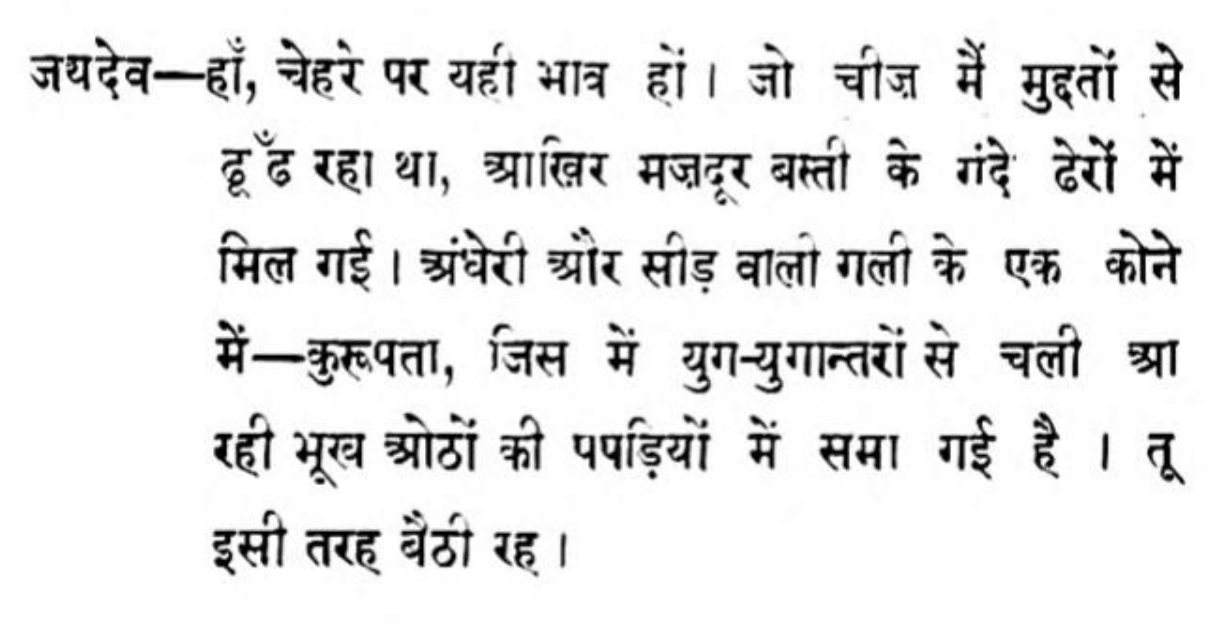 जयदेव—हाँ, चेहरे पर यही भाव हों। जो चीज़ मैं मुद्दतों से
ढूँढ रहा था, आख़िर मज़दूर बस्ती के गंदे ढेरों में
मिल गई। अंधेरी और सीड़ वाली गली के एक कोने
में—कुरूपता, जिस में युग-युगान्तरों से चली आ
रही भूख ओठों की पपड़ियों में समा गई है । तू
इसी तरह बैठी रह।